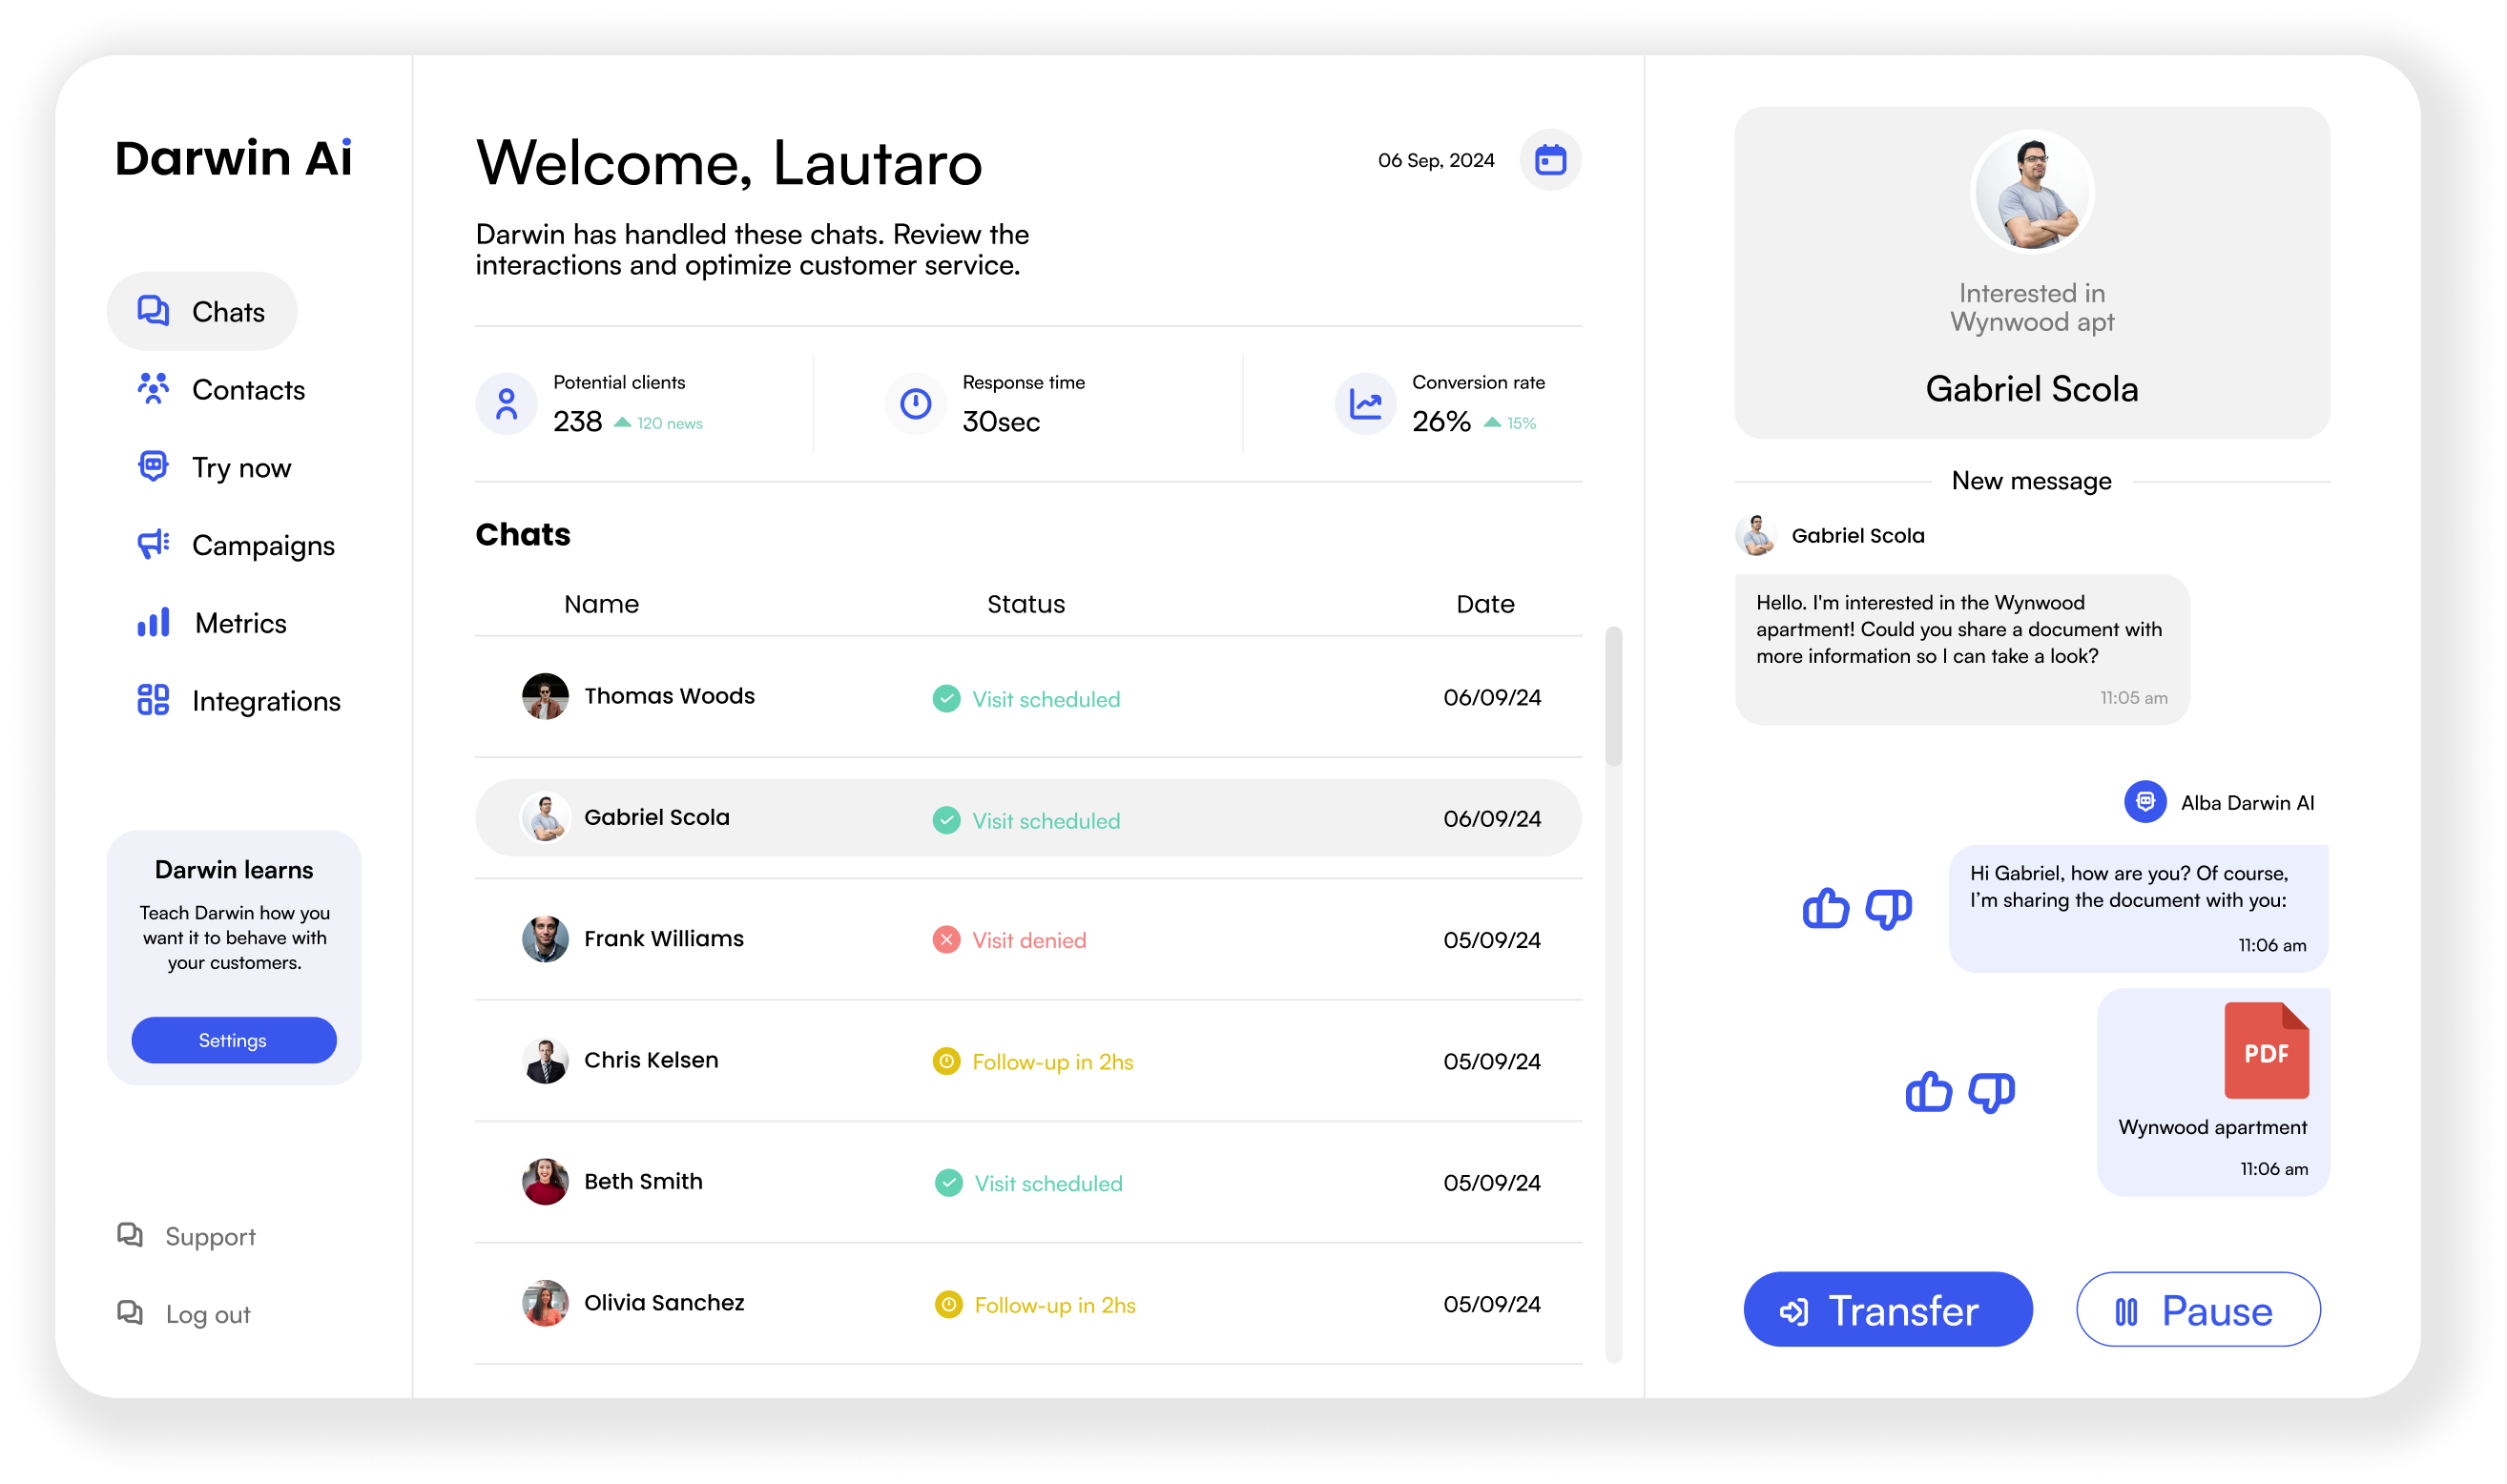 Darwin Ai
Chats
Contacts
Try now
Campaigns
Metrics
Integrations
Darwin learns
Teach Darwin how you
want it to behave with
your customers.
Settings
Support
Log out
Welcome, Lautaro
06 Sep, 2024
Darwin has handled these chats. Review the
interactions and optimize customer service.
Potential clients
238 120 news
Response time
30sec
Conversion rate
26% 15%
Chats
Name Status Date
Thomas Woods Visit scheduled 06/09/24
Gabriel Scola Visit scheduled 06/09/24
Frank Williams Visit denied 05/09/24
Chris Kelsen Follow-up in 2hs 05/09/24
Beth Smith Visit scheduled 05/09/24
Olivia Sanchez Follow-up in 2hs 05/09/24
Interested in
Wynwood apt
Gabriel Scola
New message
Gabriel Scola
Hello. I'm interested in the Wynwood
apartment! Could you share a document with
more information so I can take a look?
11:05 am
Alba Darwin AI
Hi Gabriel, how are you? Of course,
I’m sharing the document with you:
11:06 am
PDF
Wynwood apartment
11:06 am
Transfer
Pause